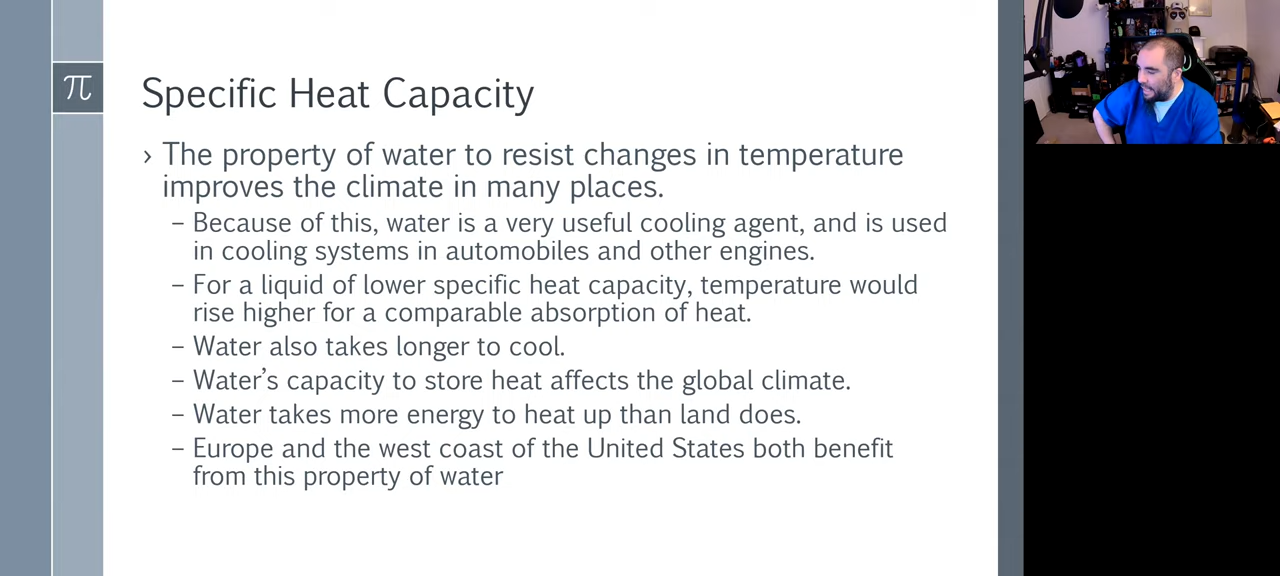 π
Specific Heat Capacity
› The property of water to resist changes in temperature
improves the climate in many places.
– Because of this, water is a very useful cooling agent, and is used
in cooling systems in automobiles and other engines.
– For a liquid of lower specific heat capacity, temperature would
rise higher for a comparable absorption of heat.
– Water also takes longer to cool.
– Water’s capacity to store heat affects the global climate.
– Water takes more energy to heat up than land does.
– Europe and the west coast of the United States both benefit
from this property of water